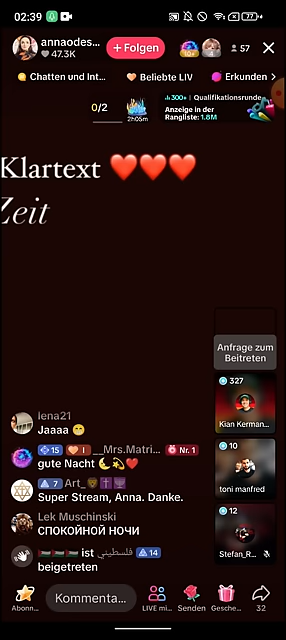 02:39
77
annaodes...
47.3K
+ Folgen
10+
57
Chatten und Int...
Beliebte LIV
Erkunden >
0/2
2h05m
300+ | Qualifikationsrunde
Anzeige in der
Rangliste: 1.8M
Klartext ❤️❤️❤️
Zeit
Anfrage zum
Beitreten
327
Kian Kerman...
10
toni manfred
12
Stefan_R...
lena21
Jaaaa 😁
15 I __Mrs.Matri... Nr. 1
gute Nacht 🌙💫❤️
7 Art_🦁✝️🕎
Super Stream, Anna. Danke.
Lek Muschinski
СПОКОЙНОЙ НОЧИ
🇵🇸🇵🇸🇵🇸 ist فلسطيني 14
beigetreten
Abonn...
Kommenta...
LIVE mi...
Senden
Gesche...
32